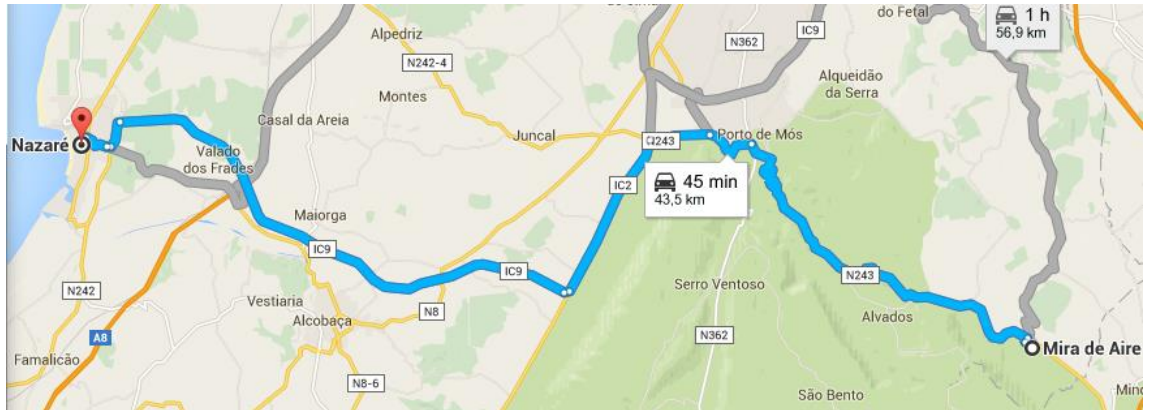 do Fetal
1 h
56,9 km
N362
IC9
Alpedriz
N242-4
Alqueidão
da Serra
Montes
Casal da Areia
Nazaré
Juncal
N243
Porto de Mós
Valado
dos Frades
45 min
43,5 km
IC2
Maiorga
IC9
IC9
N243
Serro Ventoso
N242
Vestiaria
N8
Alvados
Alcobaça
N362
A8
Mira de Aire
Famalicão
N8-6
São Bento